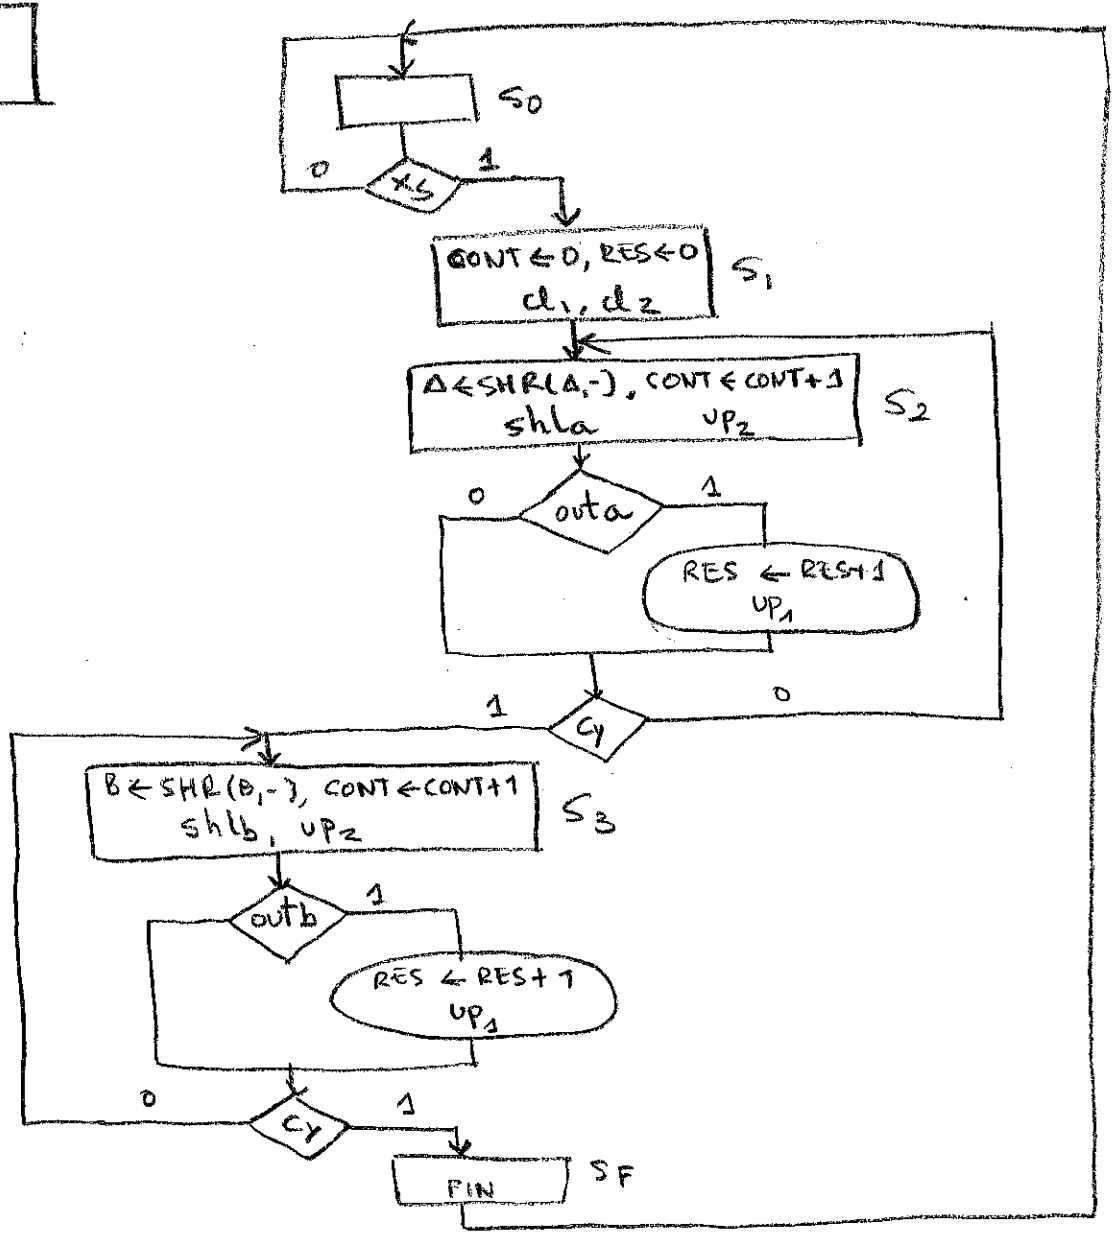 S0
0
1
xs
CONT ← 0, RES ← 0
cl1, cl2
S1
A ← SHR(A,-), CONT ← CONT+1
shla up2
S2
0
outa
1
RES ← RES+1
up1
1
Cy
0
B ← SHR(B,-), CONT ← CONT+1
shlb, up2
S3
outb
1
RES ← RES+1
up1
0
Cy
1
FIN
SF